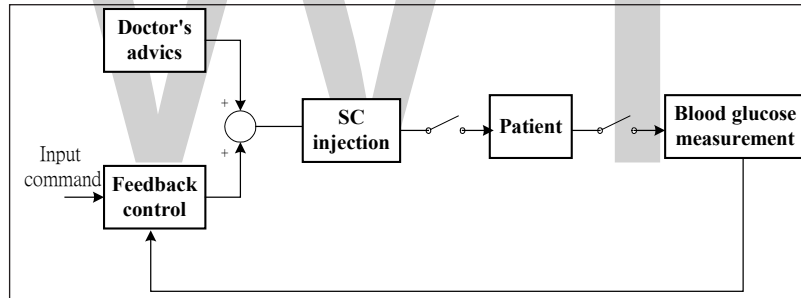 Doctor's
advics
+
SC
injection
Patient
Blood glucose
measurement
+
Input
command
Feedback
control